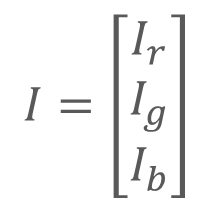 I = [I_r
I_g
I_b]